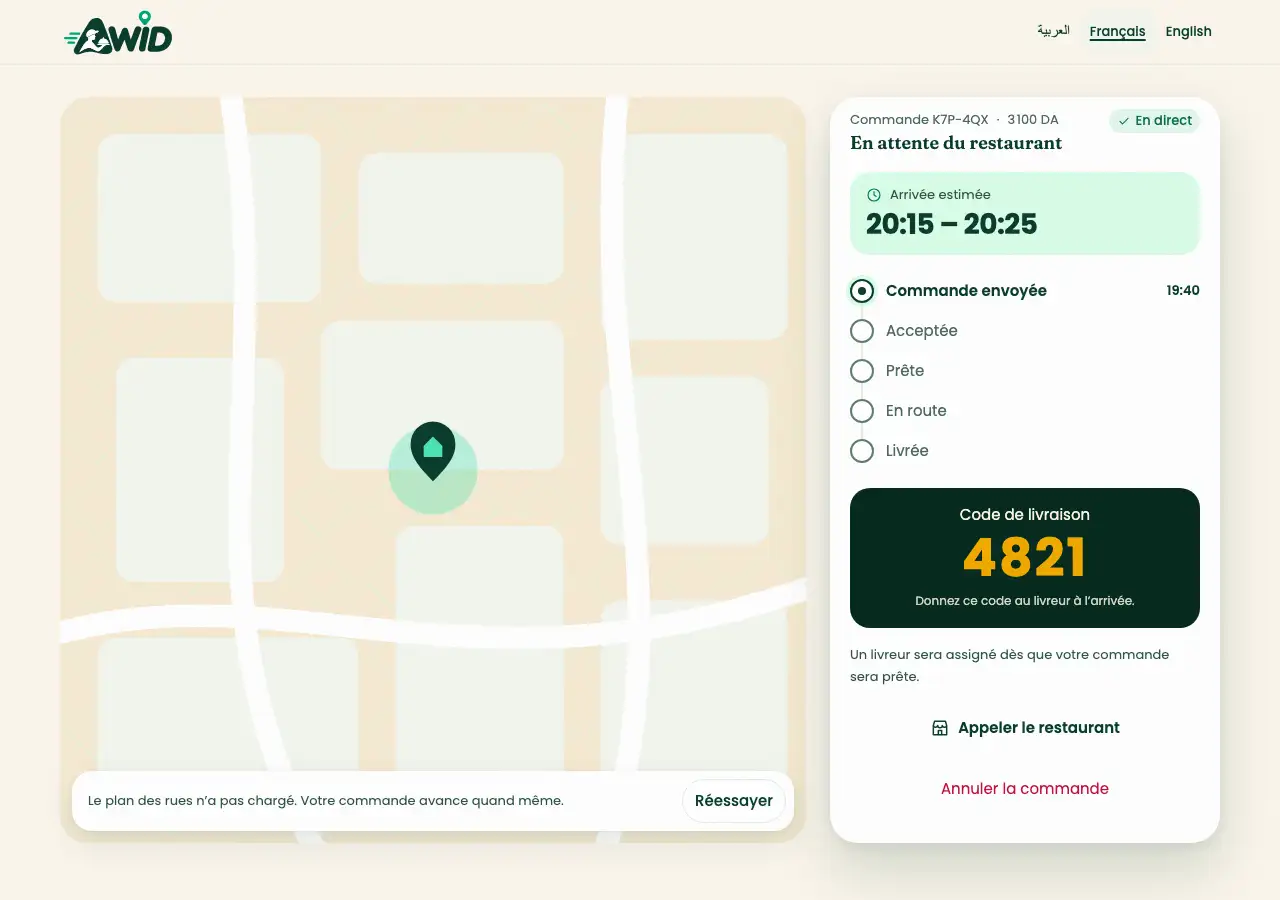 AWID
العربية
Français
English
Commande K7P-4QX · 3 100 DA
En direct
En attente du restaurant
Arrivée estimée
20:15 – 20:25
Commande envoyée
19:40
Acceptée
Prête
En route
Livrée
Code de livraison
4821
Donnez ce code au livreur à l’arrivée.
Un livreur sera assigné dès que votre commande
sera prête.
Appeler le restaurant
Annuler la commande
Le plan des rues n’a pas chargé. Votre commande avance quand même.
Réessayer